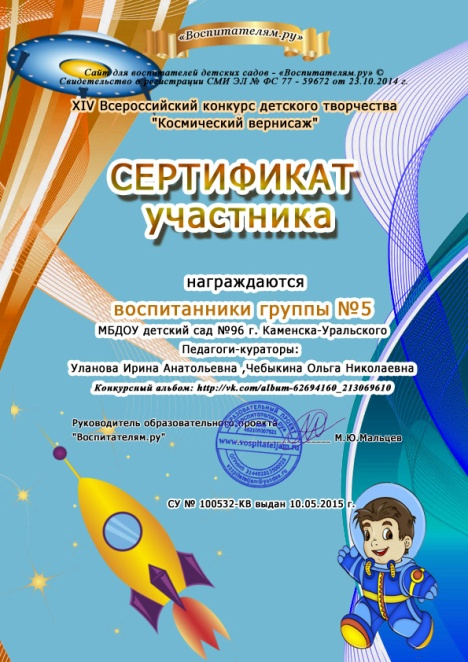 «Воспитателям.ру»
Сайт для воспитателей детских садов - «Воспитателям.ру» ©
Свидетельство о регистрации СМИ ЭЛ № ФС 77 - 59672 от 23.10.2014 г.
XIV Всероссийский конкурс детского творчества
"Космический вернисаж"
СЕРТИФИКАТ
участника
награждаются
воспитанники группы №5
МБДОУ детский сад №96 г. Каменска-Уральского
Педагоги-кураторы:
Уланова Ирина Анатольевна ,Чебыкина Ольга Николаевна
Конкурсный альбом: http://vk.com/album-62694160_213069610
Руководитель образовательного проекта
"Воспитателям.ру" М.Ю.Мальцев
www.vospitateljam.ru
СУ № 100532-КВ выдан 10.05.2015 г.